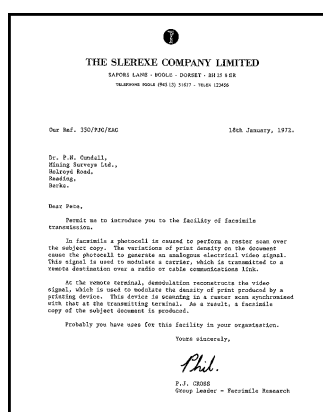 THE SLEREXE COMPANY LIMITED
SAPORS LANE - BOOLE - DORSET - BH 25 8 ER
TELEPHONE BOOLE (945 13) 51617 - TELEX 123456
Our Ref. 350/PJC/EAC
18th January, 1972.
Dr. P.N. Cundall,
Mining Surveys Ltd.,
Holroyd Road,
Reading,
Berks.
Dear Pete,
Permit me to introduce you to the facility of facsimile
transmission.
In facsimile a photocell is caused to perform a raster scan over
the subject copy. The variations of print density on the document
cause the photocell to generate an analogous electrical video signal.
This signal is used to modulate a carrier, which is transmitted to a
remote destination over a radio or cable communications link.
At the remote terminal, demodulation reconstructs the video
signal, which is used to modulate the density of print produced by a
printing device. This device is scanning in a raster scan synchronised
with that at the transmitting terminal. As a result, a facsimile
copy of the subject document is produced.
Probably you have uses for this facility in your organisation.
Yours sincerely,
Phil.
P.J. CROSS
Group Leader - Facsimile Research